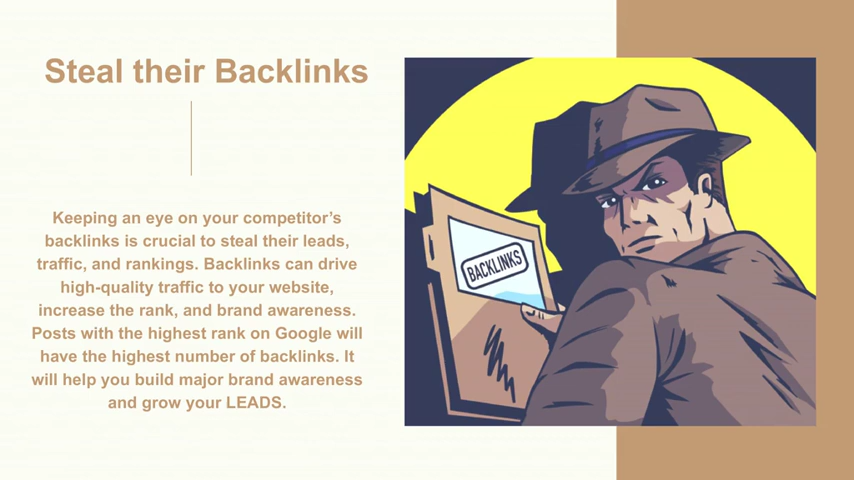 Steal their Backlinks
Keeping an eye on your competitor's
backlinks is crucial to steal their leads,
traffic, and rankings. Backlinks can drive
high-quality traffic to your website,
increase the rank, and brand awareness.
Posts with the highest rank on Google will
have the highest number of backlinks. It
will help you build major brand awareness
and grow your LEADS.
BACKLINKS